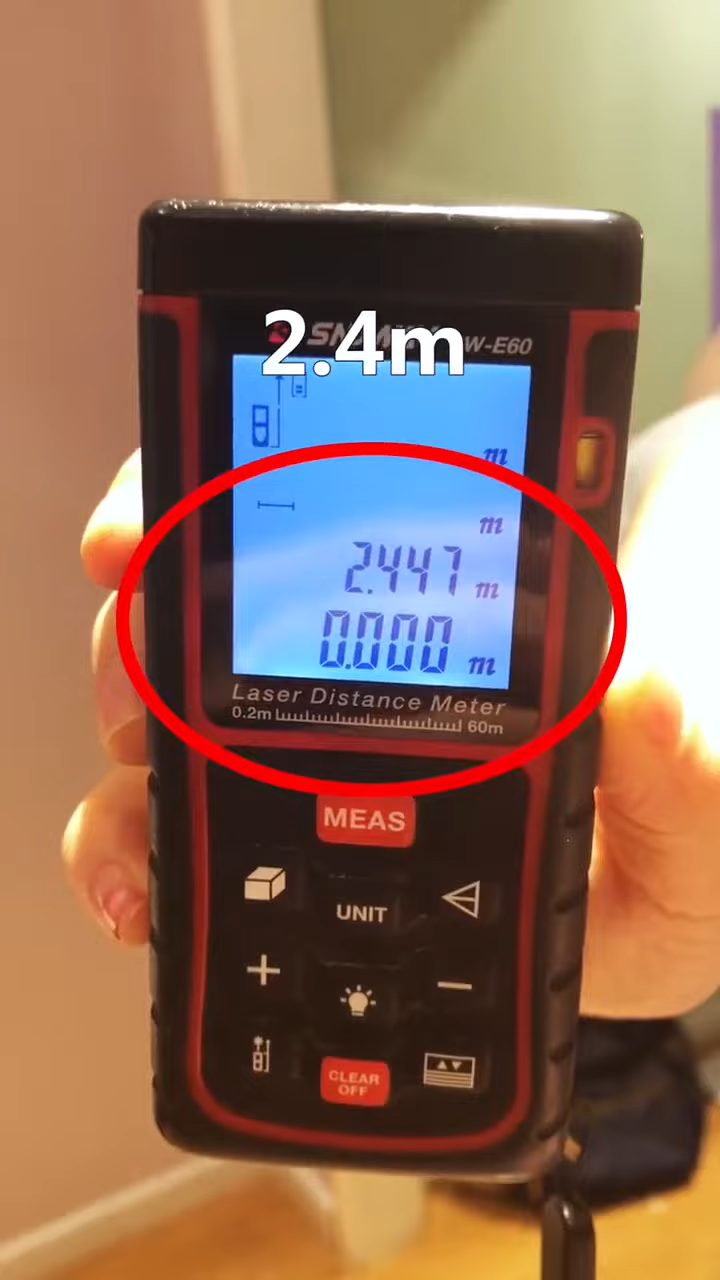 2.4m
W-E60
m
m
2.447 m
0.000 m
Laser Distance Meter
0.2m 60m
MEAS
UNIT
CLEAR
OFF